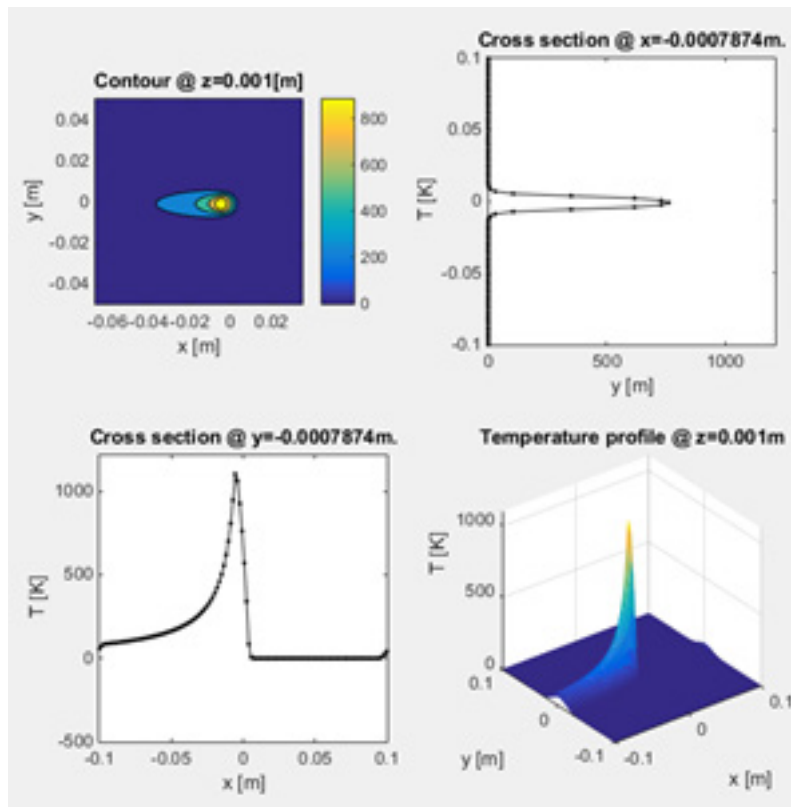 Contour @ z=0.001[m]
0.04
0.02
0
-0.02
-0.04
y [m]
-0.06-0.04-0.02 0 0.02
x [m]
800
600
400
200
0
Cross section @ x=-0.0007874m.
0.1
0.05
0
-0.05
-0.1
T [K]
0 500 1000
y [m]
Cross section @ y=-0.0007874m.
1000
500
0
-500
T [K]
-0.1 -0.05 0 0.05 0.1
x [m]
Temperature profile @ z=0.001m
1000
500
0
T [K]
0.1
0
-0.1
y [m]
-0.1
0
0.1
x [m]